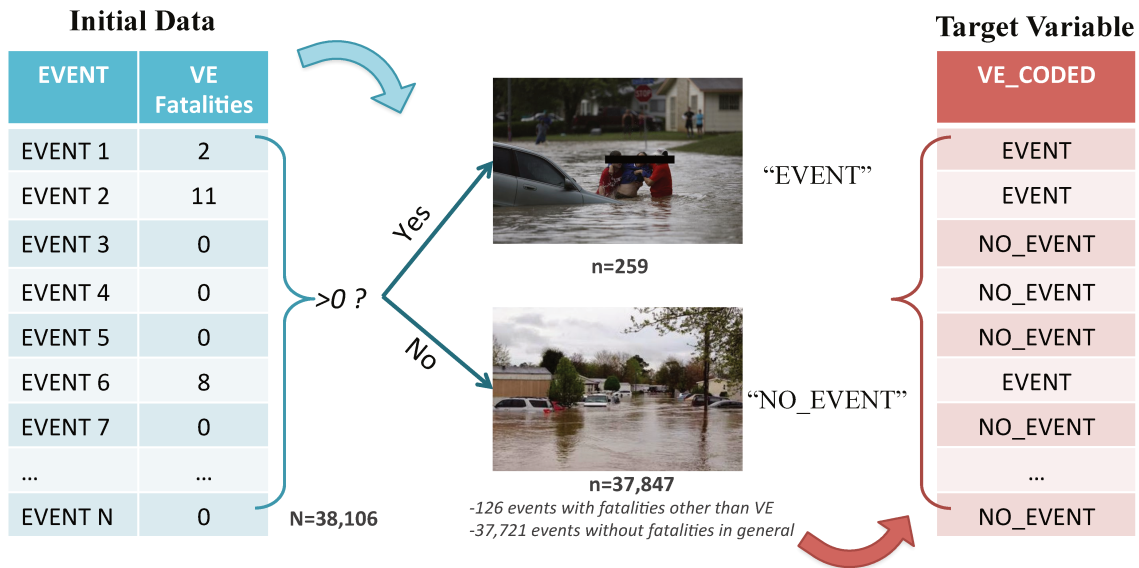 Initial Data
EVENT
VE
Fatalities
EVENT 1
2
EVENT 2
11
EVENT 3
0
EVENT 4
0
EVENT 5
0
EVENT 6
8
EVENT 7
0
...
...
EVENT N
0
N=38,106
>0 ?
Yes
No
STOP
“EVENT”
n=259
“NO_EVENT”
n=37,847
-126 events with fatalities other than VE
-37,721 events without fatalities in general
Target Variable
VE_CODED
EVENT
EVENT
NO_EVENT
NO_EVENT
NO_EVENT
EVENT
NO_EVENT
...
NO_EVENT